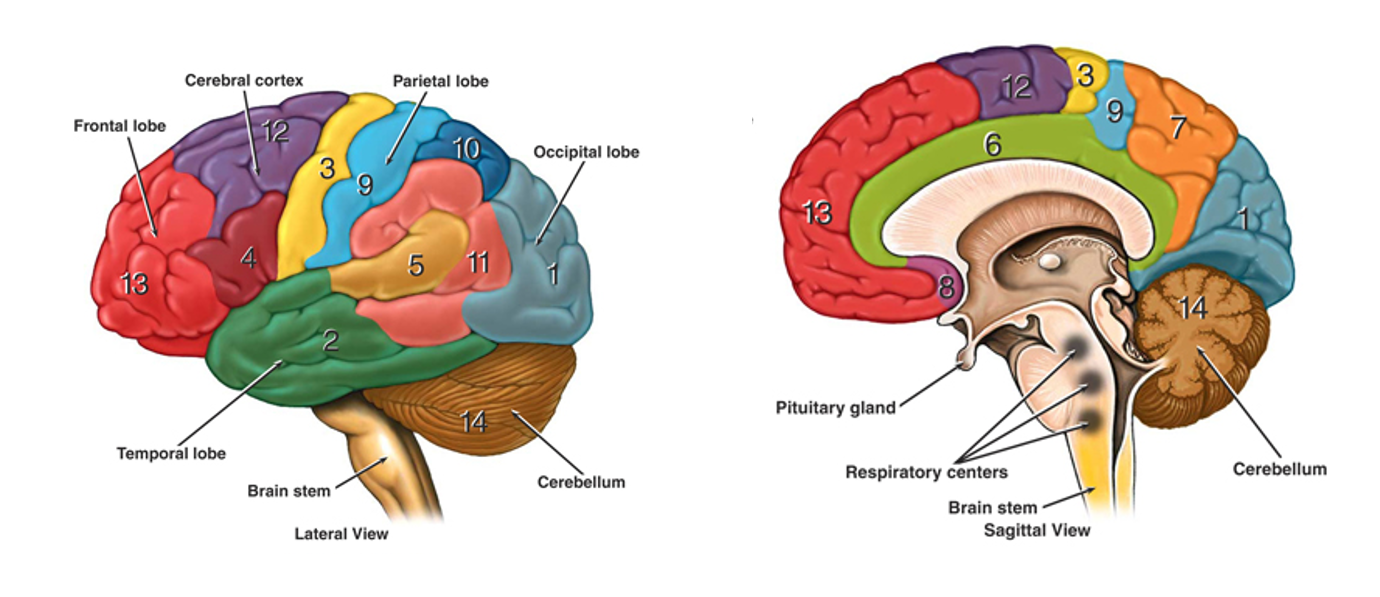 Cerebral cortex
Parietal lobe
Frontal lobe
12
10
Occipital lobe
3
9
4
5
11
1
13
2
14
Temporal lobe
Brain stem
Cerebellum
Lateral View
12
3
9
7
6
13
1
8
14
Pituitary gland
Respiratory centers
Cerebellum
Brain stem
Sagittal View